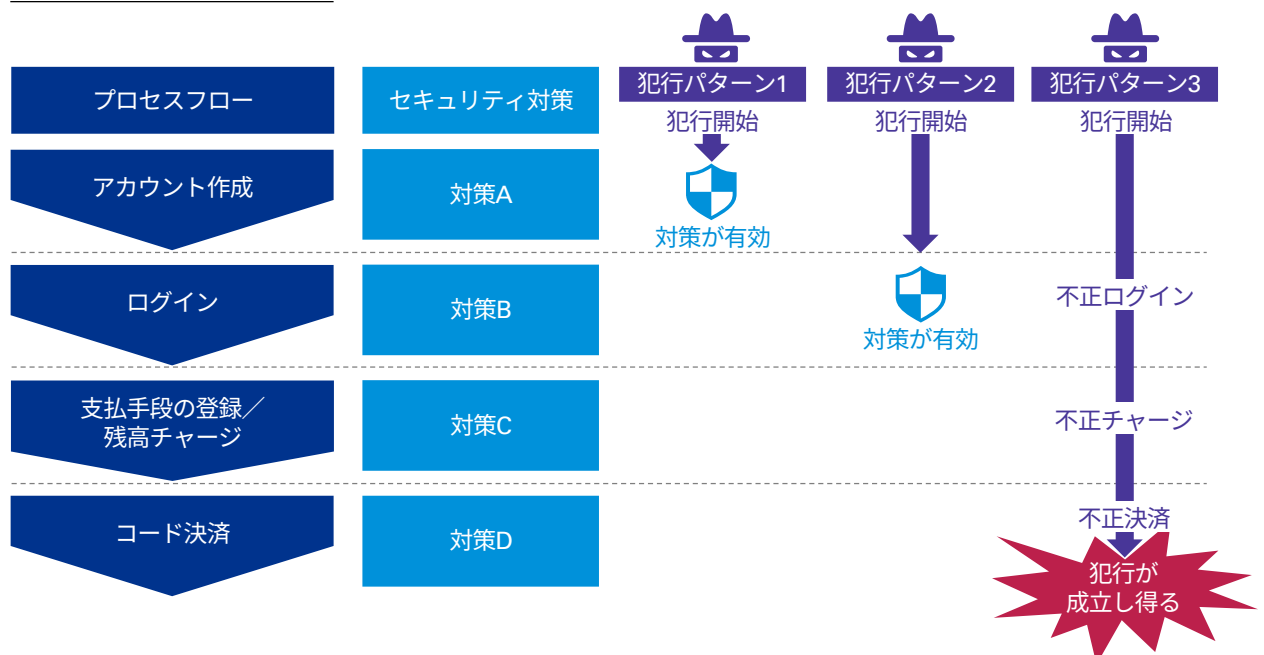 プロセスフロー
セキュリティ対策
犯行パターン1
犯行パターン2
犯行パターン3
犯行開始
犯行開始
犯行開始
アカウント作成
対策A
対策が有効
ログイン
対策B
対策が有効
不正ログイン
支払手段の登録／
残高チャージ
対策C
不正チャージ
コード決済
対策D
不正決済
犯行が
成立し得る